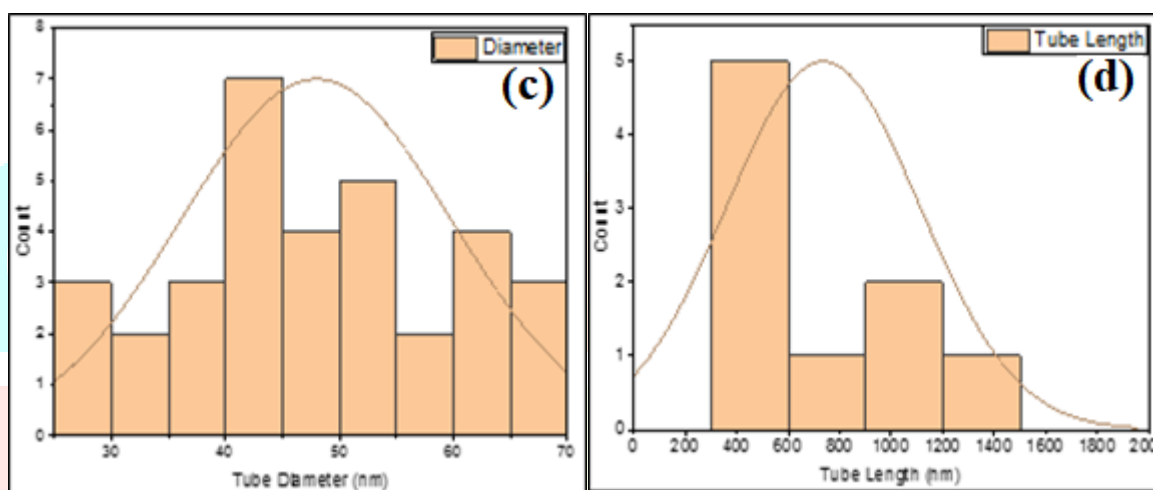 8
7
6
5
4
3
2
1
0
Diameter
(c)
30 40 50 60 70
Tube Diameter (nm)
Count
5
4
3
2
1
0
Tube Length
(d)
0 200 400 600 800 1000 1200 1400 1600 1800 2000
Tube Length (nm)
Count